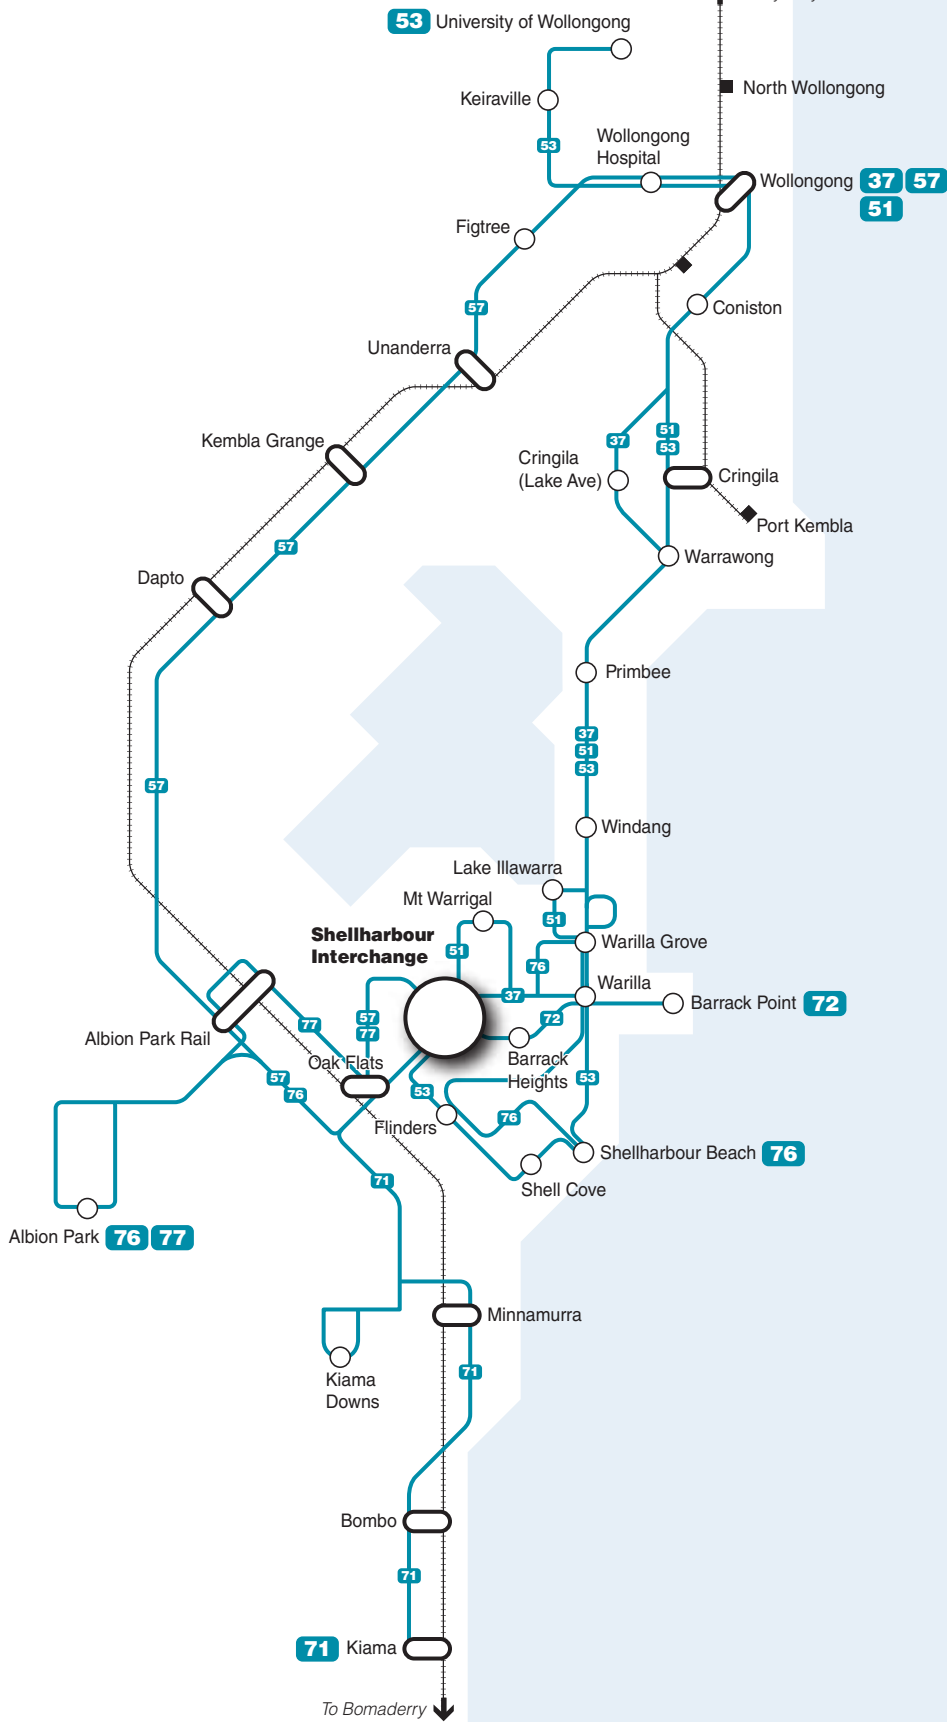 53 University of Wollongong
North Wollongong
Keiraville
53
Wollongong
Hospital
Wollongong 37 57
51
Figtree
57
Coniston
Unanderra
Kembla Grange
37
51
53
Cringila
(Lake Ave)
Cringila
Port Kembla
57
Warrawong
Dapto
Primbee
37
51
53
57
Windang
Lake Illawarra
Mt Warrigal
51
Shellharbour
Interchange
51
Warilla Grove
76
Warilla
37
Barrack Point 72
57
77
72
77
Albion Park Rail
Oak Flats
Barrack
Heights
57
76
53
53
76
Flinders
Shellharbour Beach 76
71
Shell Cove
Albion Park 76 77
Minnamurra
Kiama
Downs
71
Bombo
71
71 Kiama
To Bomaderry